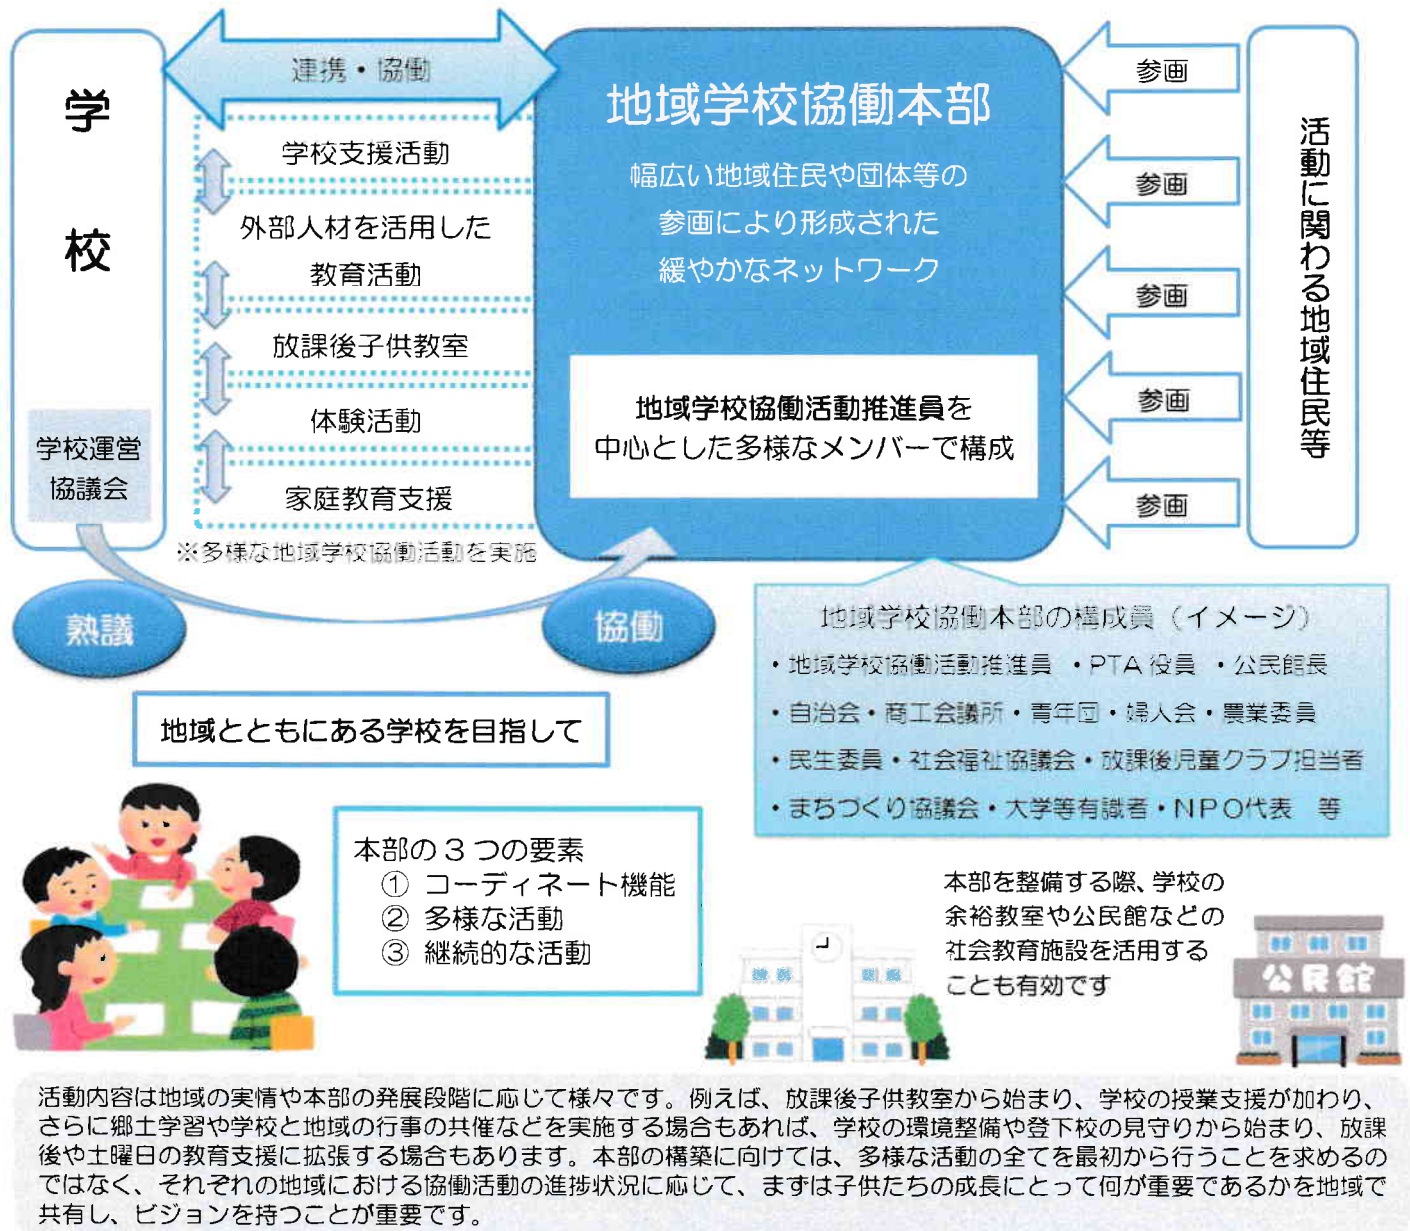 学校
学校運営
協議会
連携・協働
学校支援活動
外部人材を活用した
教育活動
放課後子供教室
体験活動
家庭教育支援
※多様な地域学校協働活動を実施
地域学校協働本部
幅広い地域住民や団体等の
参画により形成された
緩やかなネットワーク
地域学校協働活動推進員を
中心とした多様なメンバーで構成
参画
参画
参画
参画
参画
活動に関わる地域住民等
熟議
協働
地域学校協働本部の構成員（イメージ）
・地域学校協働活動推進員 ・PTA役員 ・公民館長
・自治会・商工会議所・青年団・婦人会・農業委員
・民生委員・社会福祉協議会・放課後児童クラブ担当者
・まちづくり協議会・大学等有識者・NPO代表 等
地域とともにある学校を目指して
本部の3つの要素
① コーディネート機能
② 多様な活動
③ 継続的な活動
本部を整備する際、学校の
余裕教室や公民館などの
社会教育施設を活用する
ことも有効です
公民館
活動内容は地域の実情や本部の発展段階に応じて様々です。例えば、放課後子供教室から始まり、学校の授業支援が加わり、
さらに郷土学習や学校と地域の行事の共催などを実施する場合もあれば、学校の環境整備や登下校の見守りから始まり、放課
後や土曜日の教育支援に拡張する場合もあります。本部の構築に向けては、多様な活動の全てを最初から行うことを求めるの
ではなく、それぞれの地域における協働活動の進捗状況に応じて、まずは子供たちの成長にとって何が重要であるかを地域で
共有し、ビジョンを持つことが重要です。